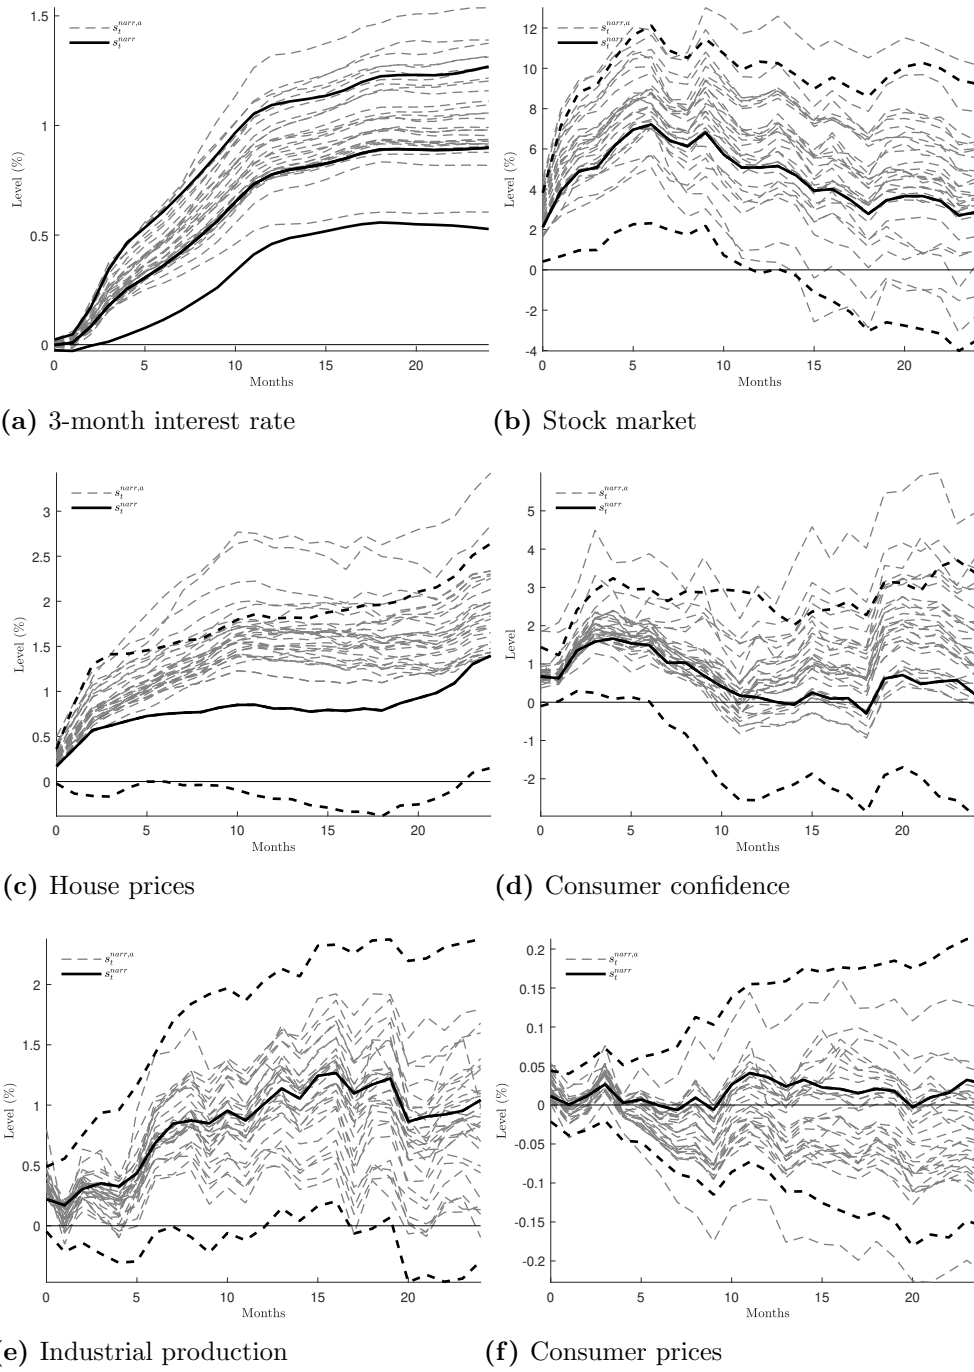 1.5
1
0.5
0
Level (%)
s_t^{narr,a}
s_t^{narr}
0 5 10 15 20
Months
(a) 3-month interest rate
12
10
8
6
4
2
0
-2
-4
Level (%)
s_t^{narr,a}
s_t^{narr}
0 5 10 15 20
Months
(b) Stock market
3
2.5
2
1.5
1
0.5
0
Level (%)
s_t^{narr,a}
s_t^{narr}
0 5 10 15 20
Months
(c) House prices
5
4
3
2
1
0
-1
-2
Level
s_t^{narr,a}
s_t^{narr}
0 5 10 15 20
Months
(d) Consumer confidence
2
1.5
1
0.5
0
Level (%)
s_t^{narr,a}
s_t^{narr}
0 5 10 15 20
Months
(e) Industrial production
0.2
0.15
0.1
0.05
0
-0.05
-0.1
-0.15
-0.2
Level (%)
s_t^{narr,a}
s_t^{narr}
0 5 10 15 20
Months
(f) Consumer prices